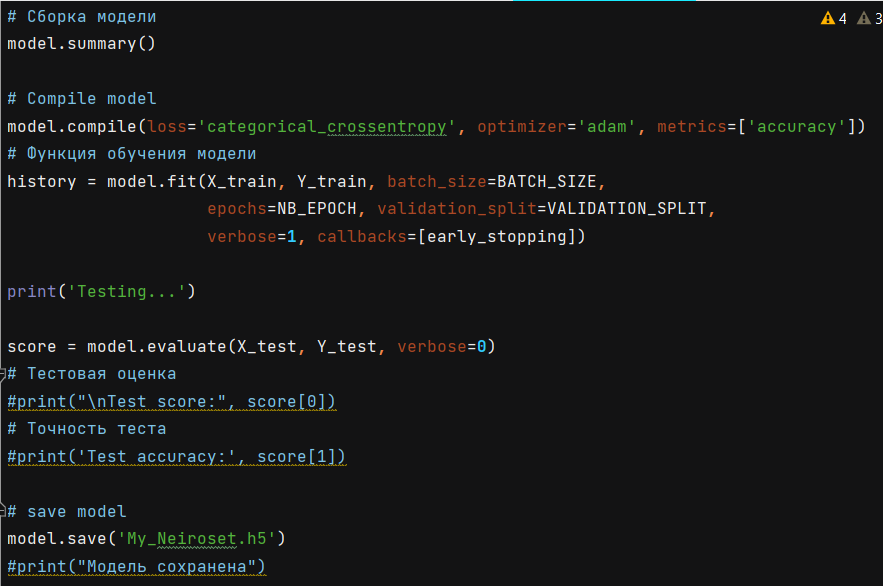 # Сборка модели
4 3
model.summary()
# Compile model
model.compile(loss='categorical_crossentropy', optimizer='adam', metrics=['accuracy'])
# Функция обучения модели
history = model.fit(X_train, Y_train, batch_size=BATCH_SIZE,
epochs=NB_EPOCH, validation_split=VALIDATION_SPLIT,
verbose=1, callbacks=[early_stopping])
print('Testing...')
score = model.evaluate(X_test, Y_test, verbose=0)
# Тестовая оценка
#print("\nTest score:", score[0])
# Точность теста
#print('Test accuracy:', score[1])
# save model
model.save('My_Neiroset.h5')
#print("Модель сохранена")